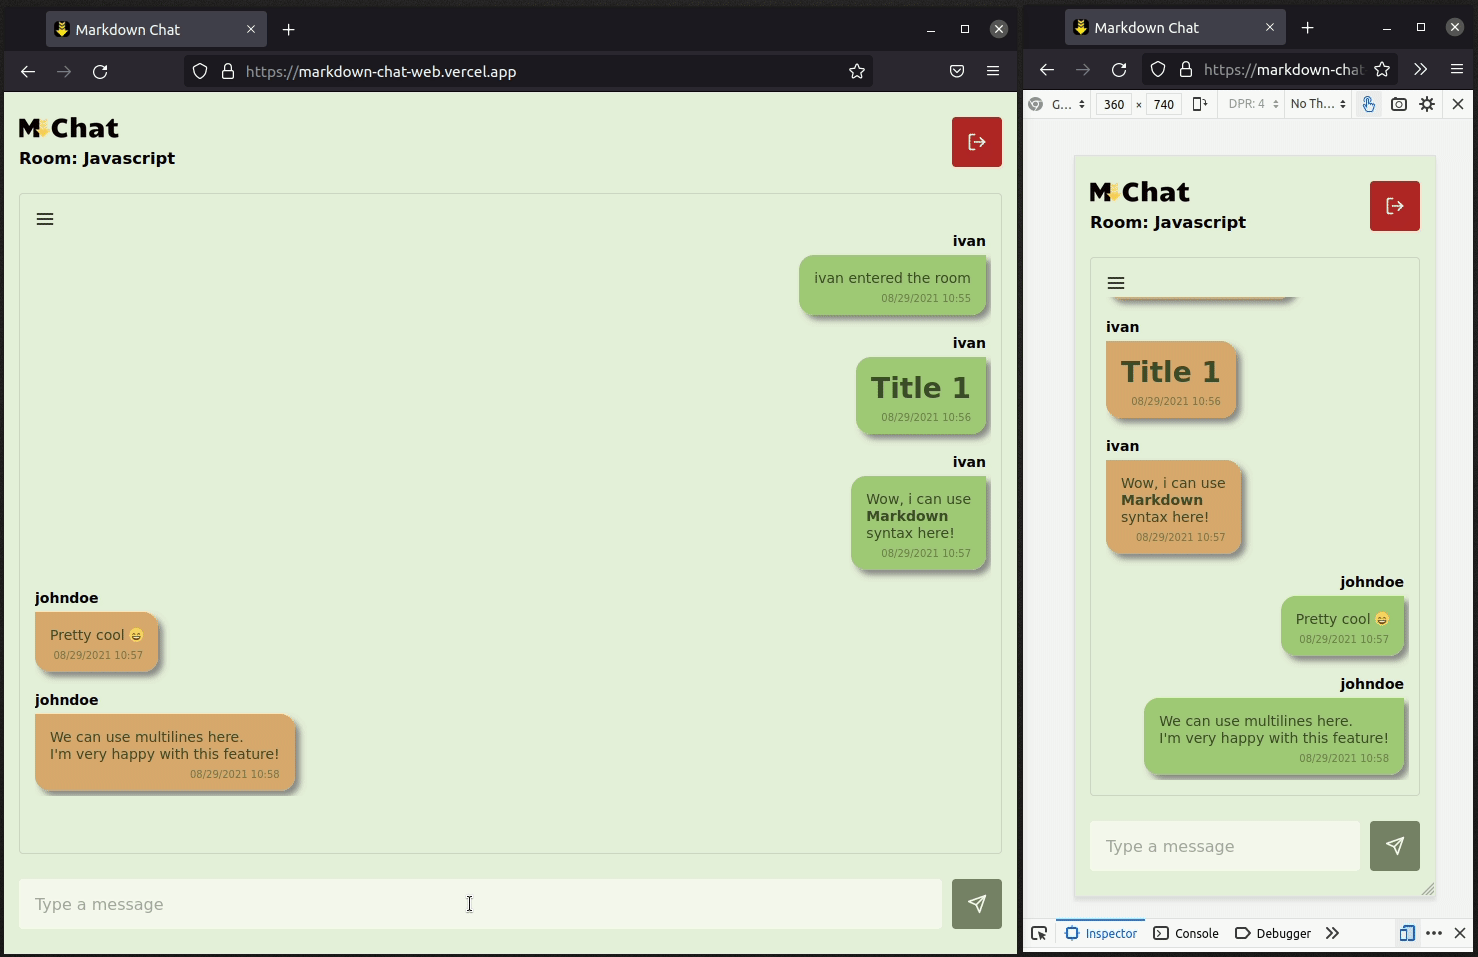 Markdown Chat
https://markdown-chat-web.vercel.app
M Chat
Room: Javascript
ivan
ivan entered the room
08/29/2021 10:55
ivan
Title 1
08/29/2021 10:56
ivan
Wow, i can use
Markdown
syntax here!
08/29/2021 10:57
johndoe
Pretty cool 😄
08/29/2021 10:57
johndoe
We can use multilines here.
I'm very happy with this feature!
08/29/2021 10:58
Type a message
Markdown Chat
https://markdown-chat
G... 360 × 740 DPR: 4 No Th...
M Chat
Room: Javascript
ivan
Title 1
08/29/2021 10:56
ivan
Wow, i can use
Markdown
syntax here!
08/29/2021 10:57
johndoe
Pretty cool 😄
08/29/2021 10:57
johndoe
We can use multilines here.
I'm very happy with this feature!
08/29/2021 10:58
Type a message
Inspector Console Debugger